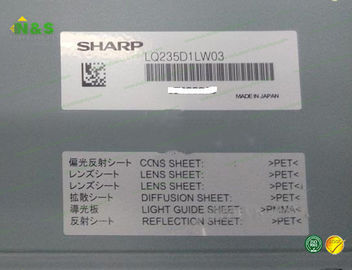 N&S
SHARP
LQ235D1LW03
MADE IN JAPAN
偏光反射シート CONS SHEET: >PET<
レンズシート LENS SHEET: >PET<
レンズシート LENS SHEET: >PET<
拡散シート DIFFUSION SHEET: >PET<
導光板 LIGHT GUIDE SHEET: >PMMA<
反射シート REFLECTION SHEET: >PET<